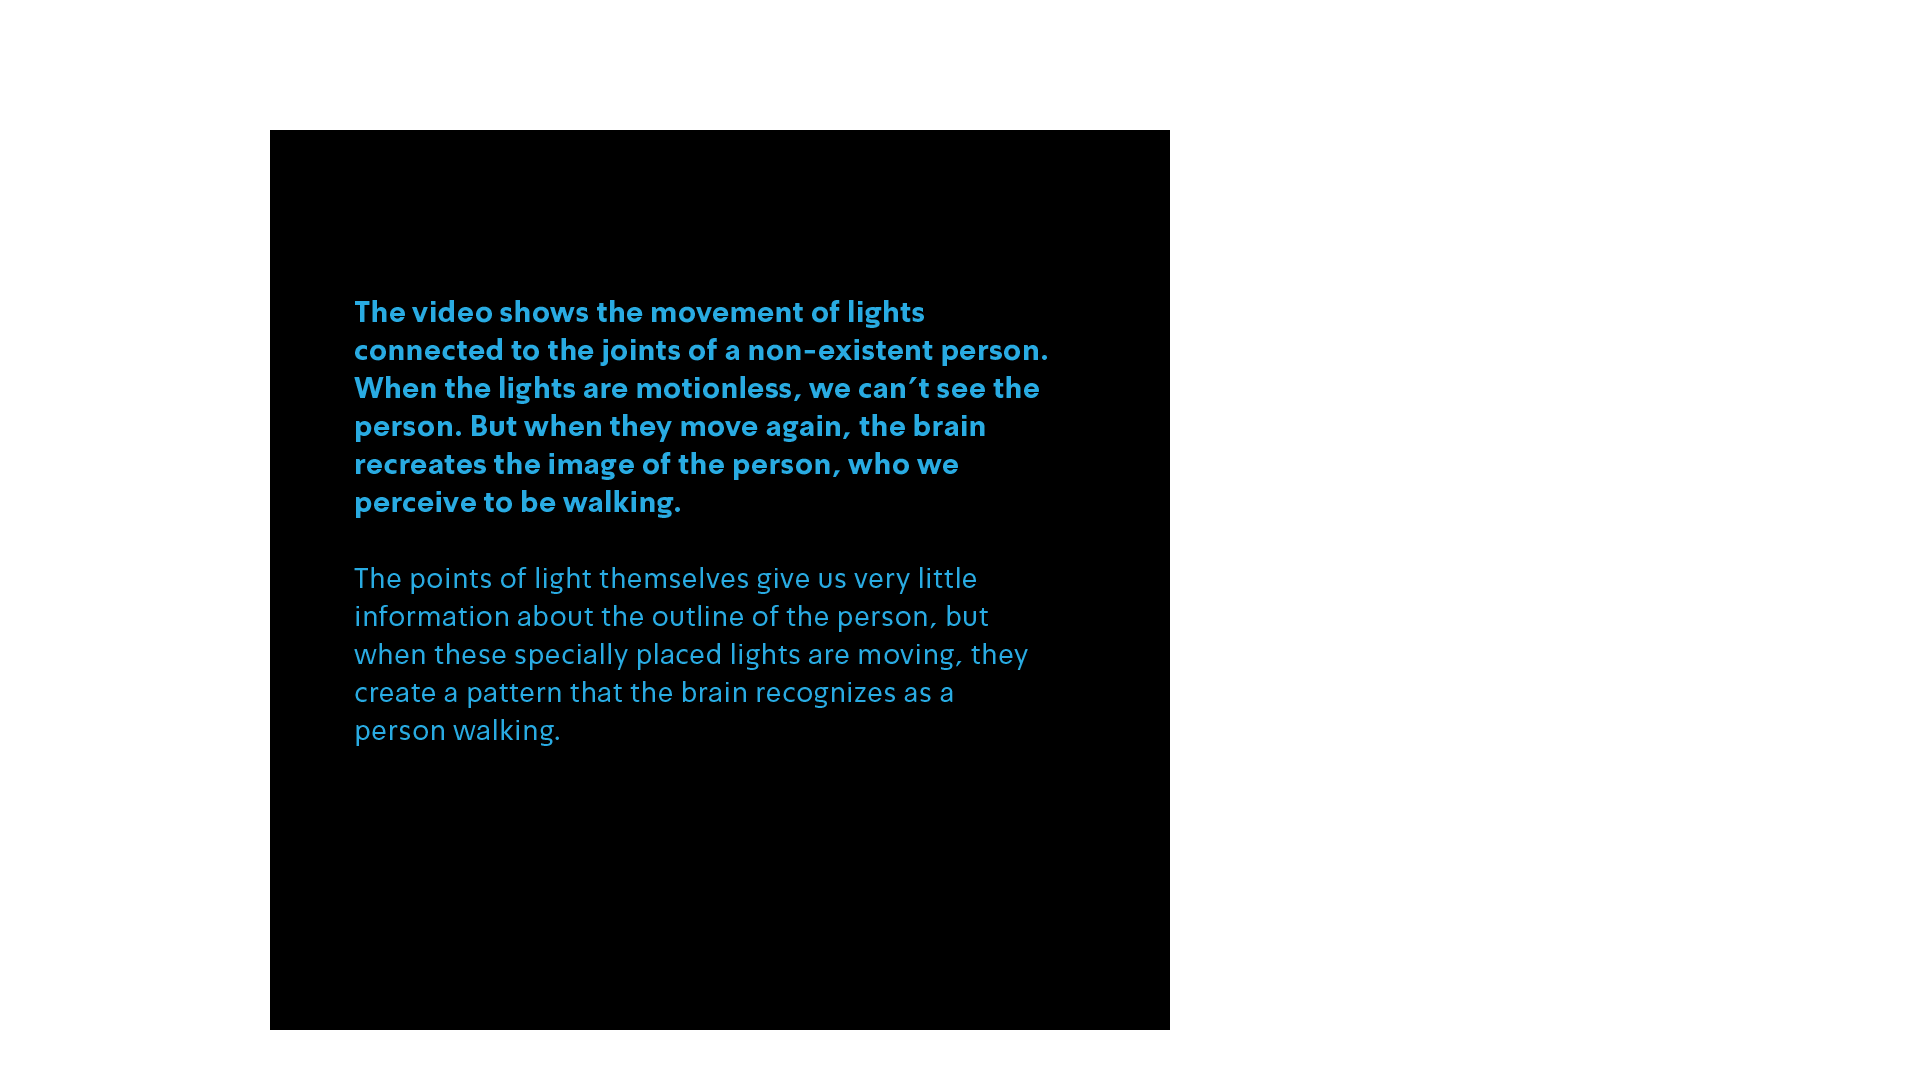 The video shows the movement of lights
connected to the joints of a non-existent person.
When the lights are motionless, we can’t see the
person. But when they move again, the brain
recreates the image of the person, who we
perceive to be walking.
The points of light themselves give us very little
information about the outline of the person, but
when these specially placed lights are moving, they
create a pattern that the brain recognizes as a
person walking.